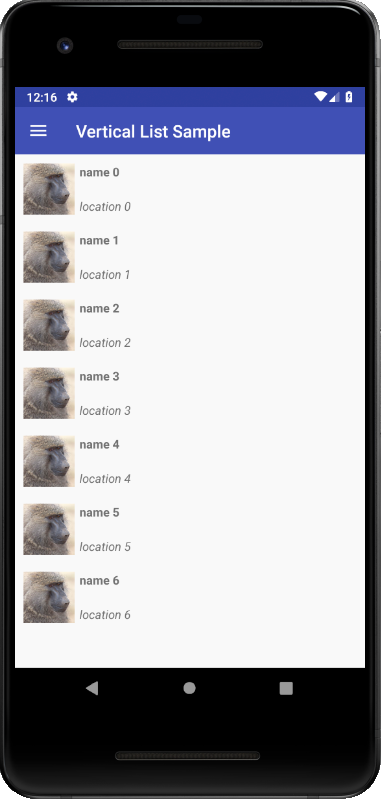 12:16
Vertical List Sample
name 0
location 0
name 1
location 1
name 2
location 2
name 3
location 3
name 4
location 4
name 5
location 5
name 6
location 6